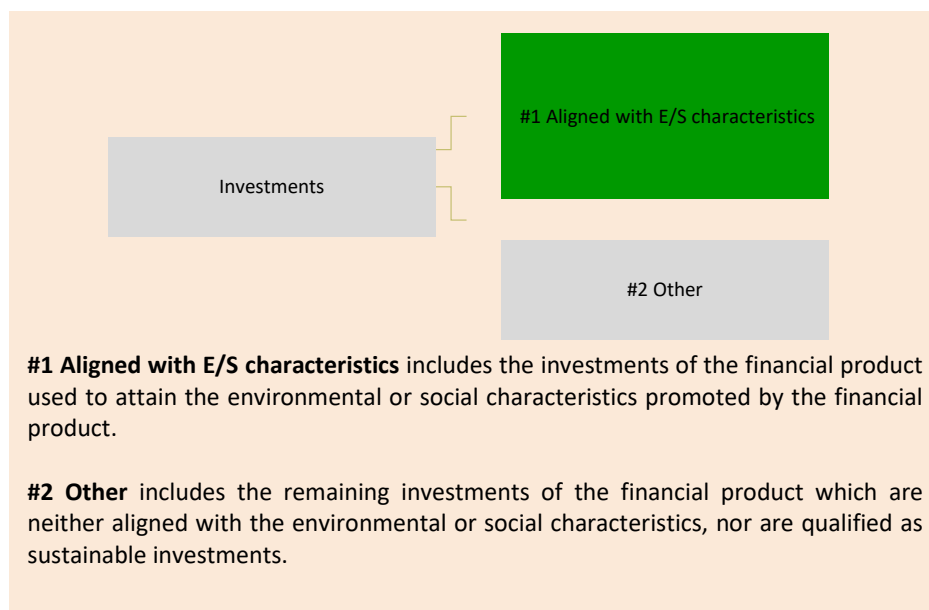 #1 Aligned with E/S characteristics
Investments
#2 Other
#1 Aligned with E/S characteristics includes the investments of the financial product
used to attain the environmental or social characteristics promoted by the financial
product.
#2 Other includes the remaining investments of the financial product which are
neither aligned with the environmental or social characteristics, nor are qualified as
sustainable investments.